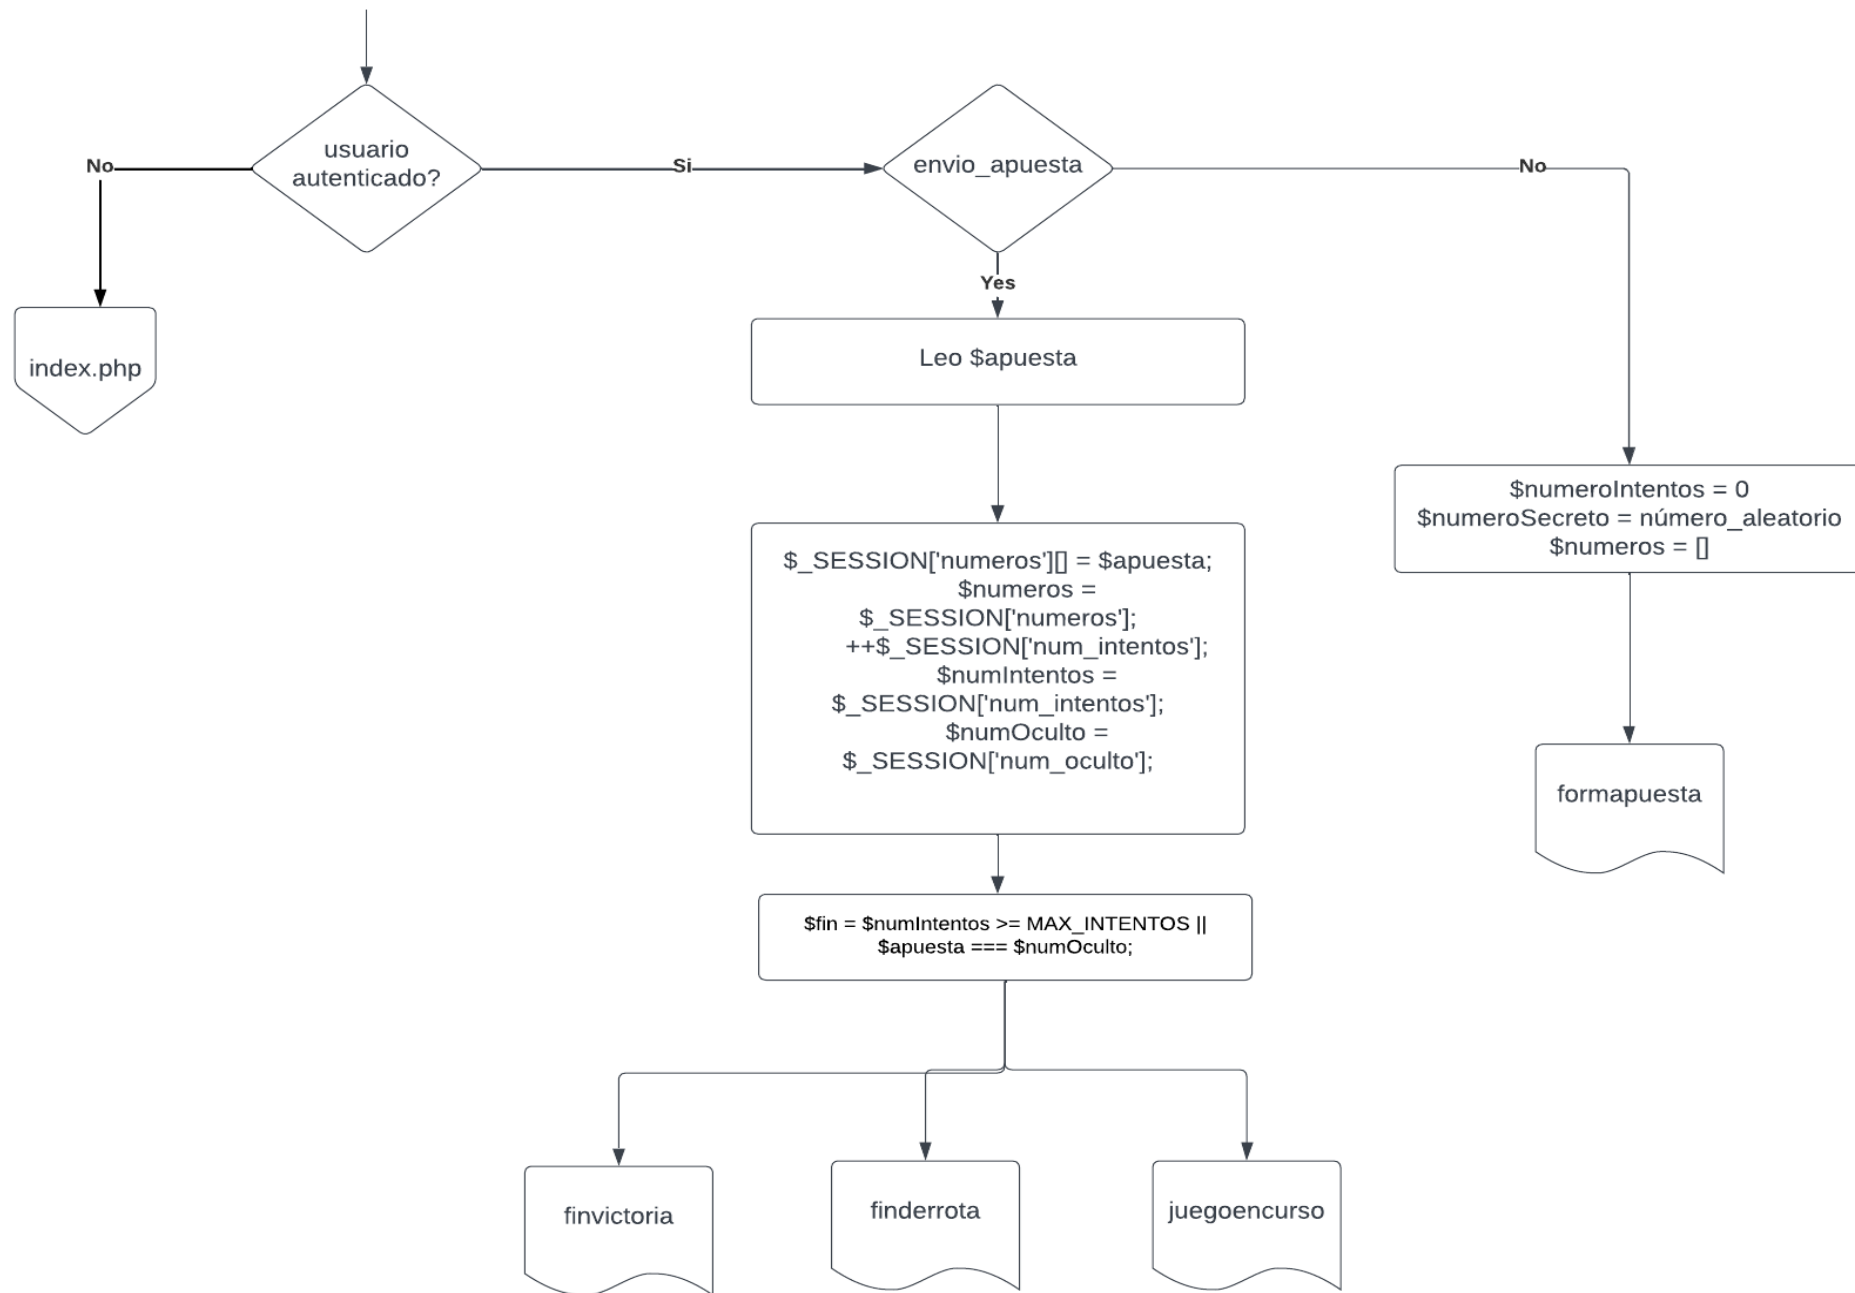 usuario
autenticado?
No
Si
envio_apuesta
No
Yes
index.php
Leo $apuesta
$numeroIntentos = 0
$numeroSecreto = número_aleatorio
$numeros = []
$_SESSION['numeros'][] = $apuesta;
$numeros =
$_SESSION['numeros'];
++$_SESSION['num_intentos'];
$numIntentos =
$_SESSION['num_intentos'];
$numOculto =
$_SESSION['num_oculto'];
formapuesta
$fin = $numIntentos >= MAX_INTENTOS ||
$apuesta === $numOculto;
finvictoria
finderrota
juegoencurso